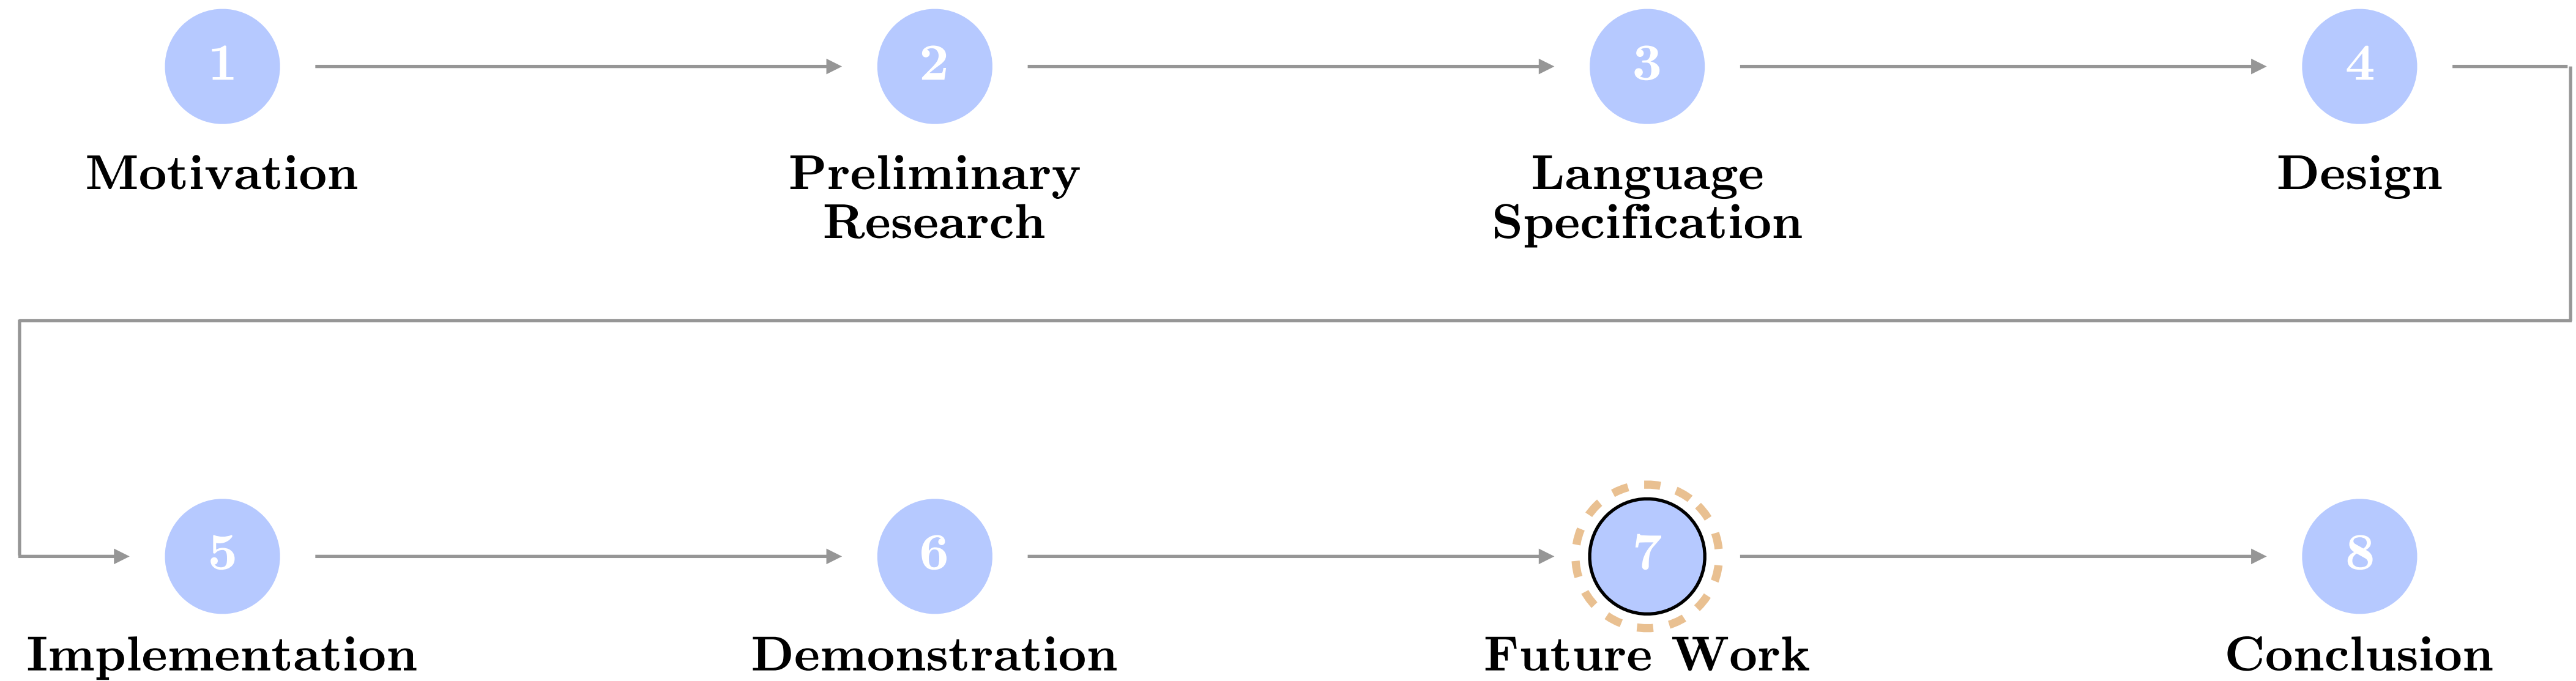 1
Motivation
2
Preliminary
Research
3
Language
Specification
4
Design
5
Implementation
6
Demonstration
7
Future Work
8
Conclusion